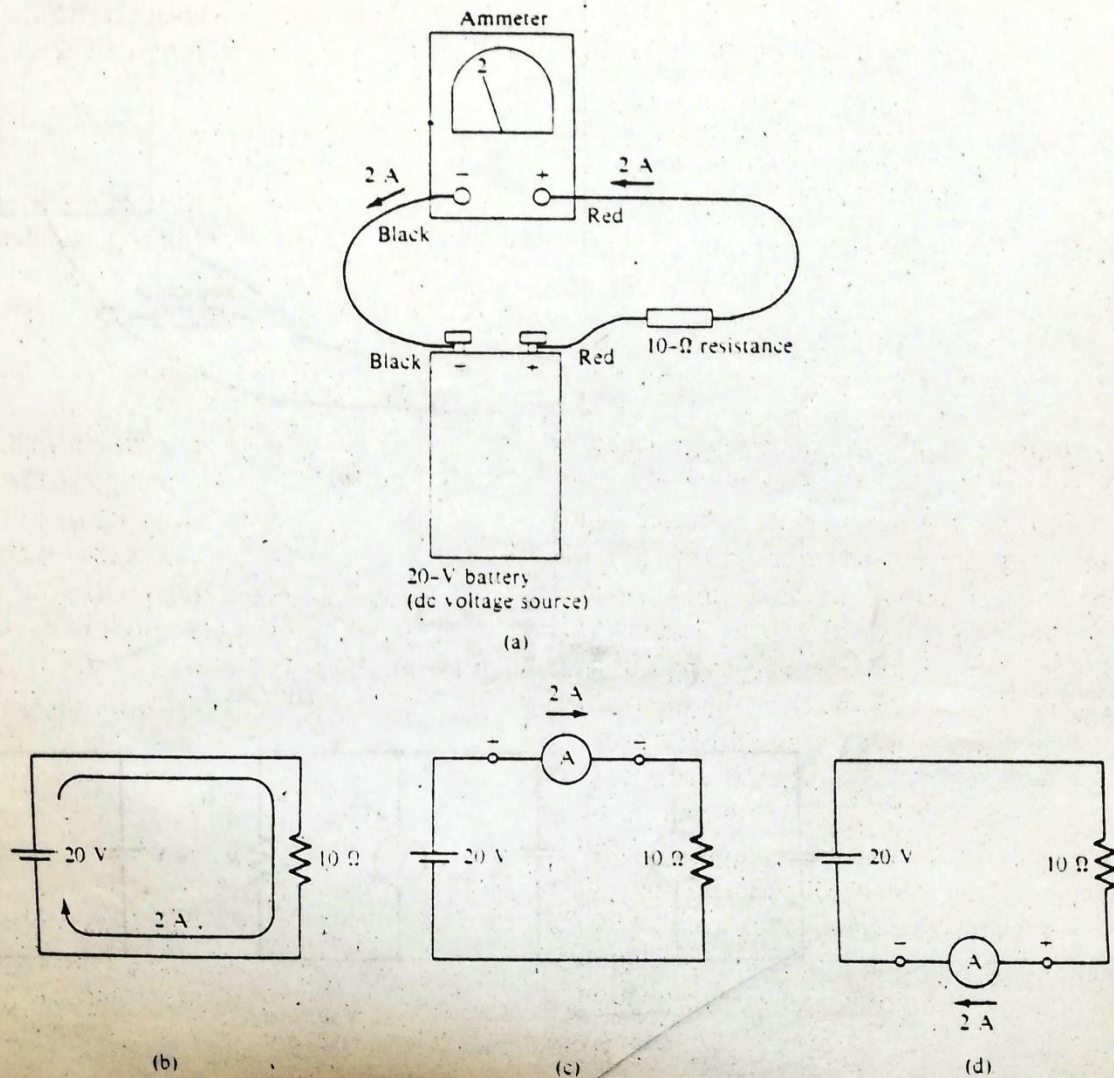 Ammeter
2
2 A
- +
2 A
Black
Red
Black
- +
Red
10-Ω resistance
20-V battery
(dc voltage source)
(a)
2 A
+ A -
20 V
10 Ω
2 A
20 V
10 Ω
20 V
10 Ω
- A +
2 A
(b)
(c)
(d)